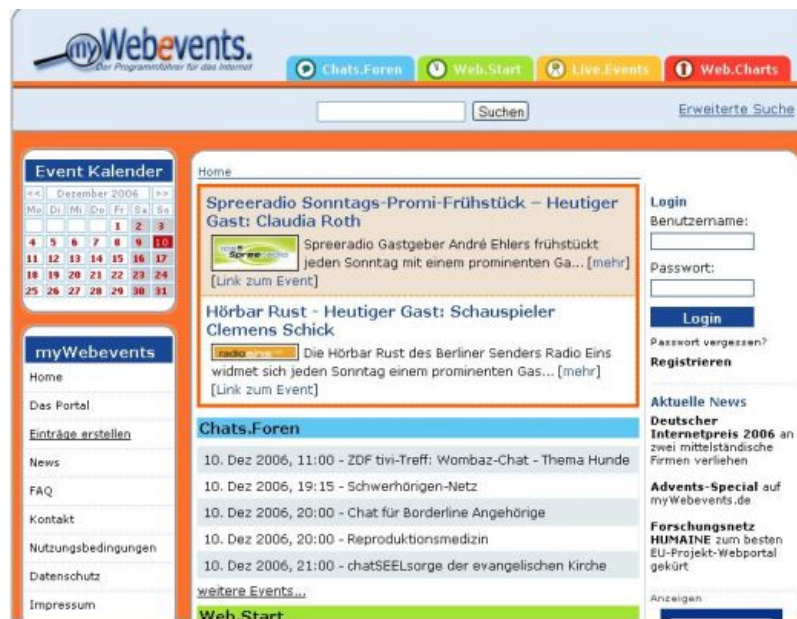 myWebevents.
Der Programmführer für das Internet
Chats.Foren
Web.Start
Live.Events
Web.Charts
Suchen
Erweiterte Suche
Event Kalender
<< Dezember 2006 >>
Mo Di Mi Do Fr Sa So
1 2 3
4 5 6 7 8 9 10
11 12 13 14 15 16 17
18 19 20 21 22 23 24
25 26 27 28 29 30 31
myWebevents
Home
Das Portal
Einträge erstellen
News
FAQ
Kontakt
Nutzungsbedingungen
Datenschutz
Impressum
Home
Spreeradio Sonntags-Promi-Frühstück – Heutiger
Gast: Claudia Roth
Spreeradio
Spreeradio Gastgeber André Ehlers frühstückt
jeden Sonntag mit einem prominenten Ga... [mehr]
[Link zum Event]
Hörbar Rust - Heutiger Gast: Schauspieler
Clemens Schick
radioeins
Die Hörbar Rust des Berliner Senders Radio Eins
widmet sich jeden Sonntag einem prominenten Gas... [mehr]
[Link zum Event]
Chats.Foren
10. Dez 2006, 11:00 - ZDF tivi-Treff: Wombaz-Chat - Thema Hunde
10. Dez 2006, 19:15 - Schwerhörigen-Netz
10. Dez 2006, 20:00 - Chat für Borderline Angehörige
10. Dez 2006, 20:00 - Reproduktionsmedizin
10. Dez 2006, 21:00 - chatSEELsorge der evangelischen Kirche
weitere Events...
Web.Start
Login
Benutzername:
Passwort:
Login
Passwort vergessen?
Registrieren
Aktuelle News
Deutscher
Internetpreis 2006 an
zwei mittelständische
Firmen verliehen
Advents-Special auf
myWebevents.de
Forschungsnetz
HUMAINE zum besten
EU-Projekt-Webportal
gekürt
Anzeigen